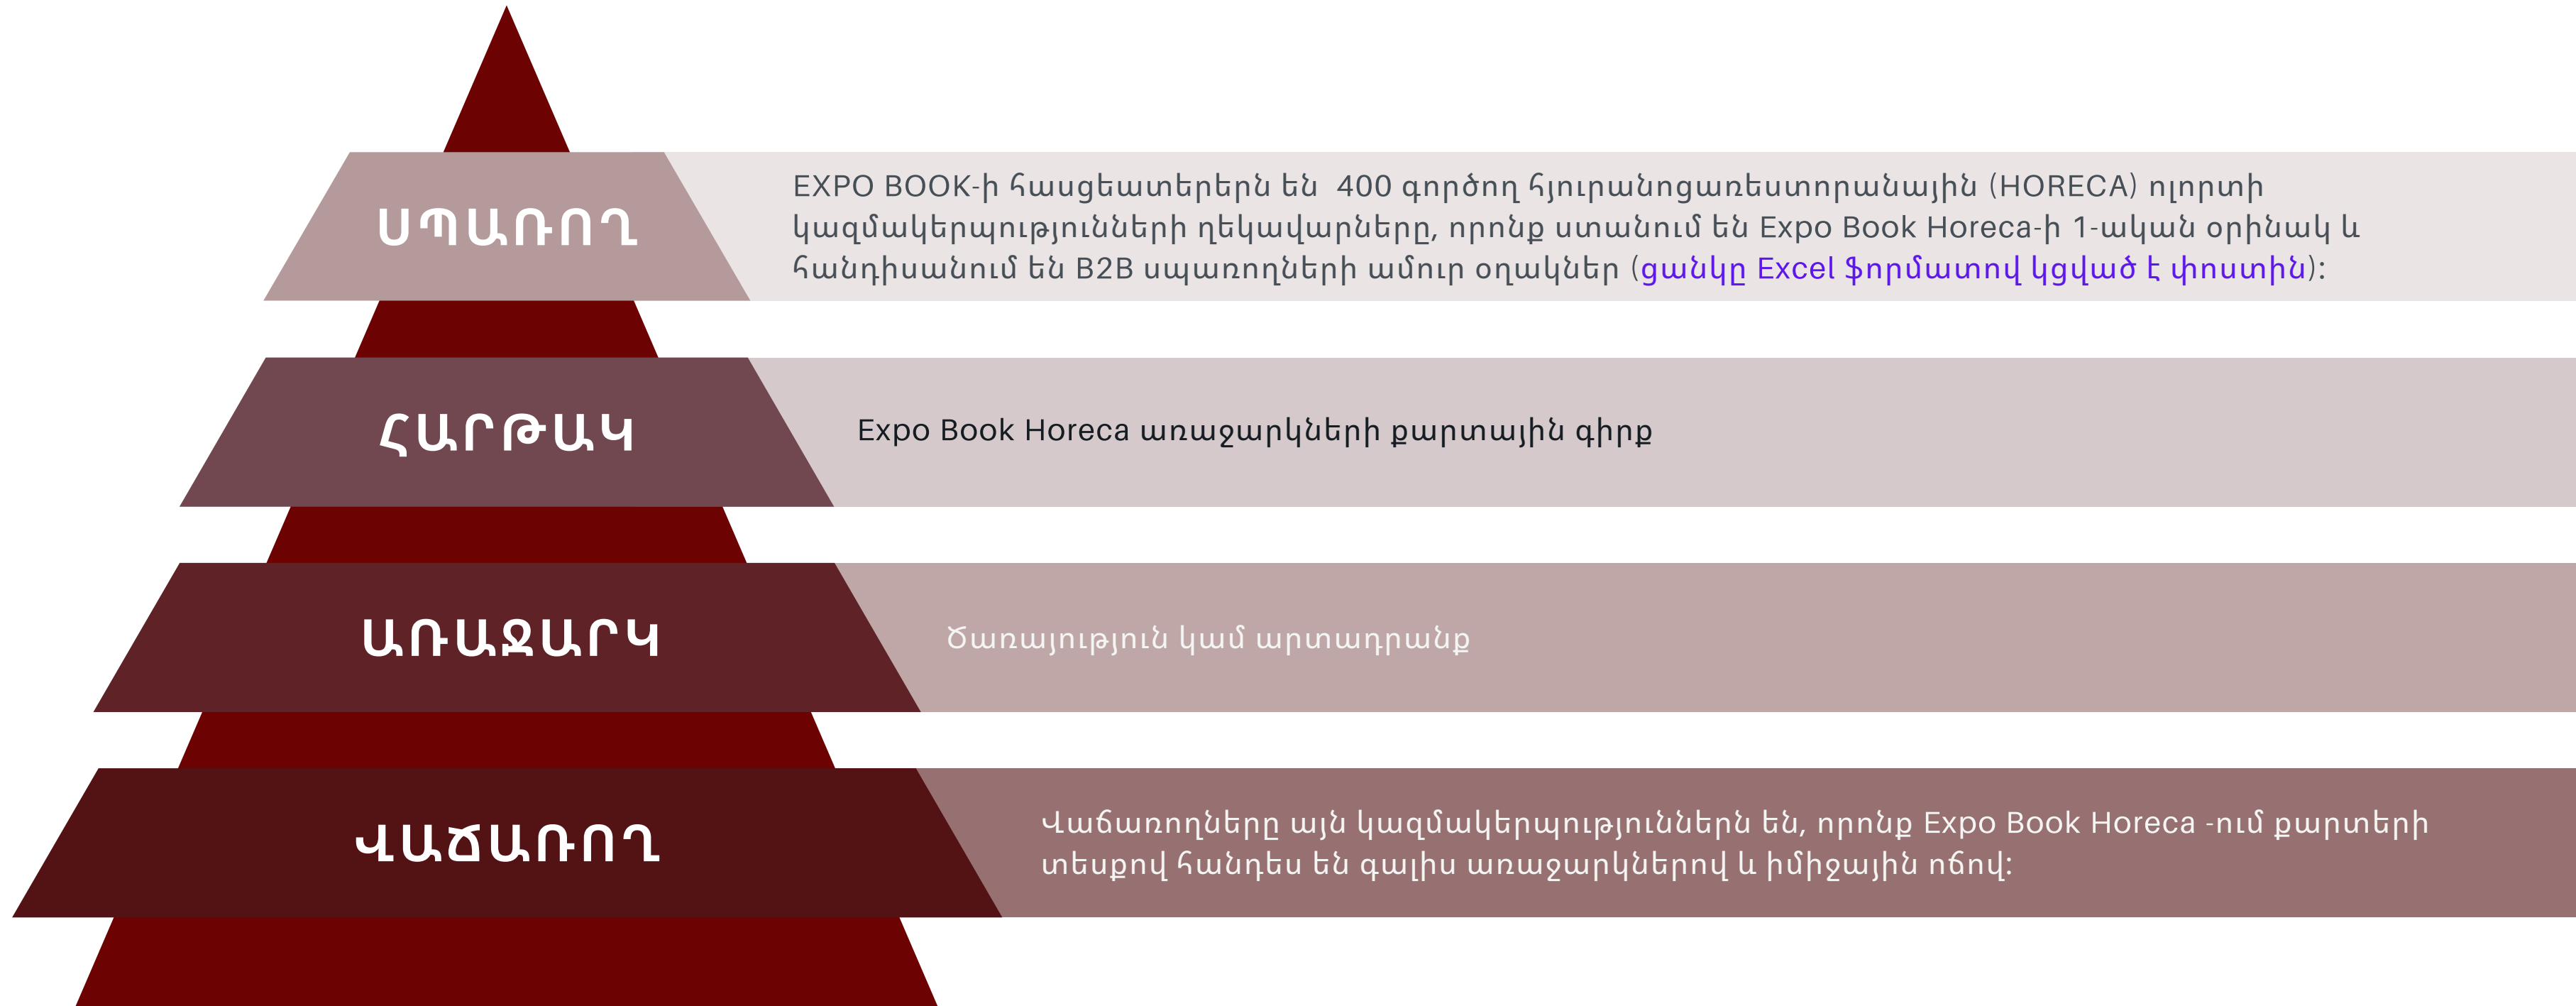 ՍՊԱՌՈՂ
EXPO BOOK-ի հասցեատերերն են 400 գործող հյուրանոցառեստորանային (HORECA) ոլորտի
կազմակերպությունների ղեկավարները, որոնք ստանում են Expo Book Horeca-ի 1-ական օրինակ և
հանդիսանում են B2B սպառողների ամուր օղակներ (ցանկը Excel ֆորմատով կցված է փոստին):
ՀԱՐԹԱԿ
Expo Book Horeca առաջարկների քարտային գիրք
ԱՌԱՋԱՐԿ
Ծառայություն կամ արտադրանք
ՎԱՃԱՌՈՂ
Վաճառողները այն կազմակերպություններն են, որոնք Expo Book Horeca -ում քարտերի
տեսքով հանդես են գալիս առաջարկներով և իմիջային ոճով: